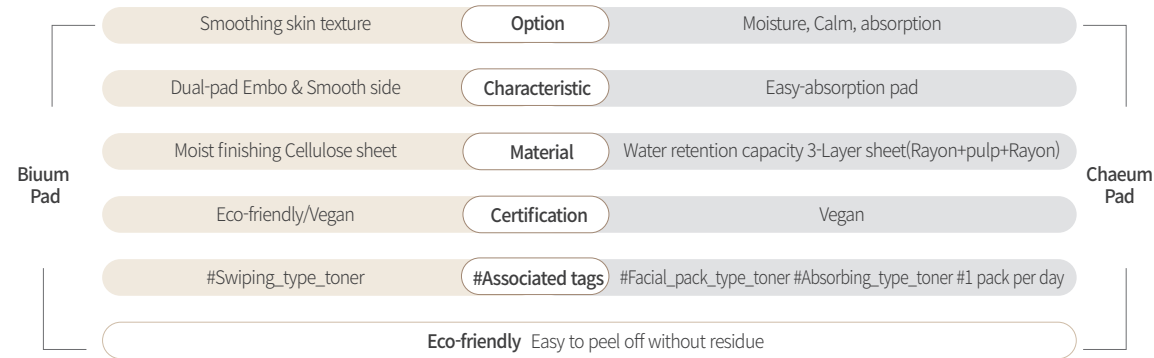 Smoothing skin texture Option Moisture, Calm, absorption
Dual-pad Embo & Smooth side Characteristic Easy-absorption pad
Moist finishing Cellulose sheet Material Water retention capacity 3-Layer sheet(Rayon+pulp+Rayon)
Biuum
Pad
Chaeum
Pad
Eco-friendly/Vegan Certification Vegan
#Swiping_type_toner #Associated tags #Facial_pack_type_toner #Absorbing_type_toner #1 pack per day
Eco-friendly Easy to peel off without residue